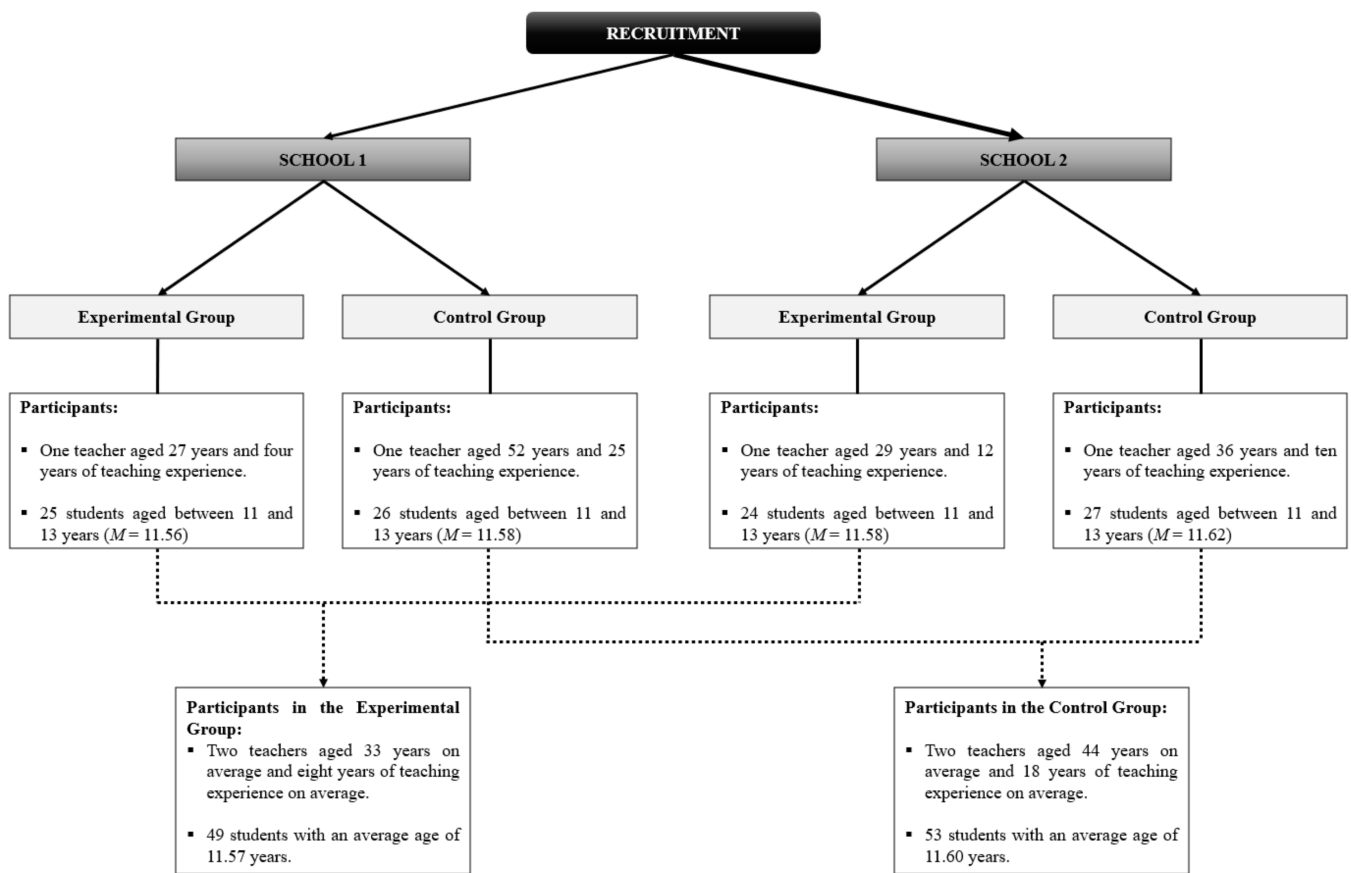 RECRUITMENT
SCHOOL 1
SCHOOL 2
Experimental Group
Control Group
Experimental Group
Control Group
Participants:
▪ One teacher aged 27 years and four
years of teaching experience.
▪ 25 students aged between 11 and
13 years (M = 11.56)
Participants:
▪ One teacher aged 52 years and 25
years of teaching experience.
▪ 26 students aged between 11 and
13 years (M = 11.58)
Participants:
▪ One teacher aged 29 years and 12
years of teaching experience.
▪ 24 students aged between 11 and
13 years (M = 11.58)
Participants:
▪ One teacher aged 36 years and ten
years of teaching experience.
▪ 27 students aged between 11 and
13 years (M = 11.62)
Participants in the Experimental
Group:
▪ Two teachers aged 33 years on
average and eight years of teaching
experience on average.
▪ 49 students with an average age of
11.57 years.
Participants in the Control Group:
▪ Two teachers aged 44 years on
average and 18 years of teaching
experience on average.
▪ 53 students with an average age of
11.60 years.